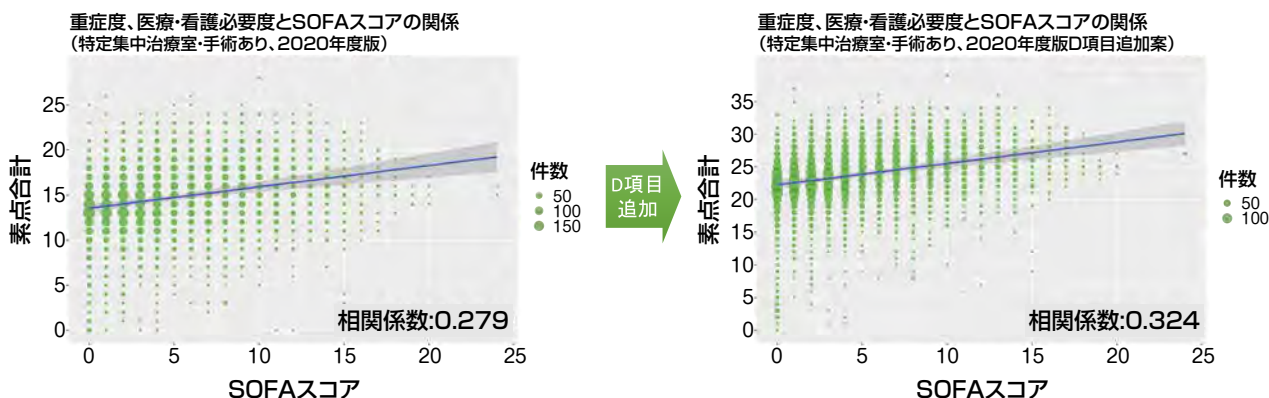 重症度、医療・看護必要度とSOFAスコアの関係
（特定集中治療室・手術あり、2020年度版）
素点合計
25
20
15
10
5
0
相関係数:0.279
0 5 10 15 20 25
SOFAスコア
件数
50
100
150
D項目
追加
重症度、医療・看護必要度とSOFAスコアの関係
（特定集中治療室・手術あり、2020年度版D項目追加案）
素点合計
35
30
25
20
15
10
5
0
相関係数:0.324
0 5 10 15 20 25
SOFAスコア
件数
50
100